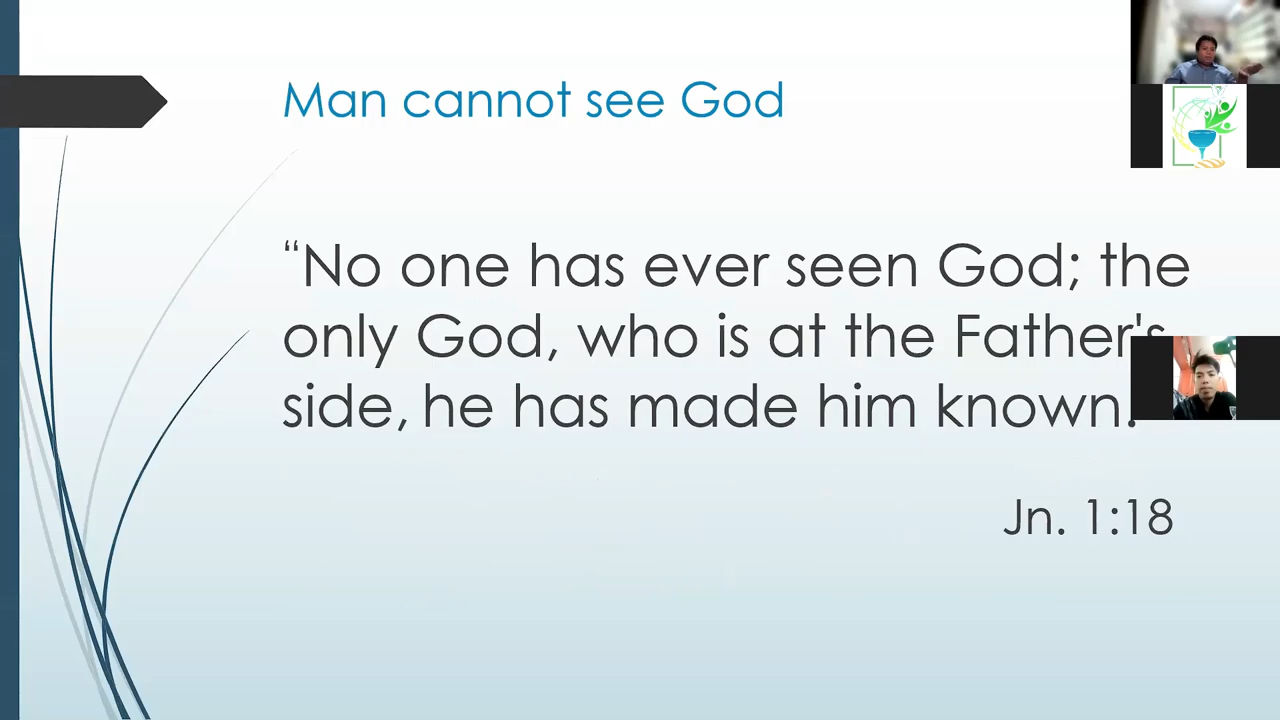 Man cannot see God
“No one has ever seen God; the
only God, who is at the Father's
side, he has made him known.
Jn. 1:18